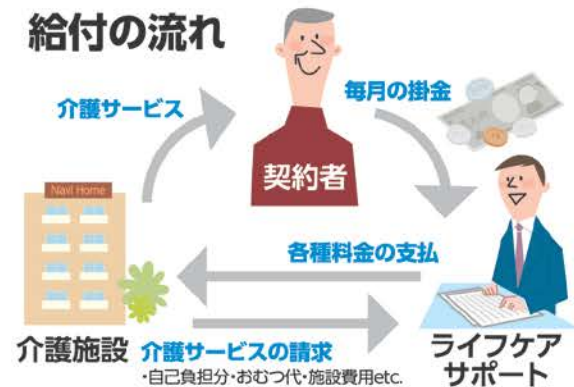 給付の流れ
介護サービス
毎月の掛金
契約者
Navi Home
各種料金の支払
介護施設
介護サービスの請求
・自己負担分・おむつ代・施設費用etc.
ライフケア
サポート